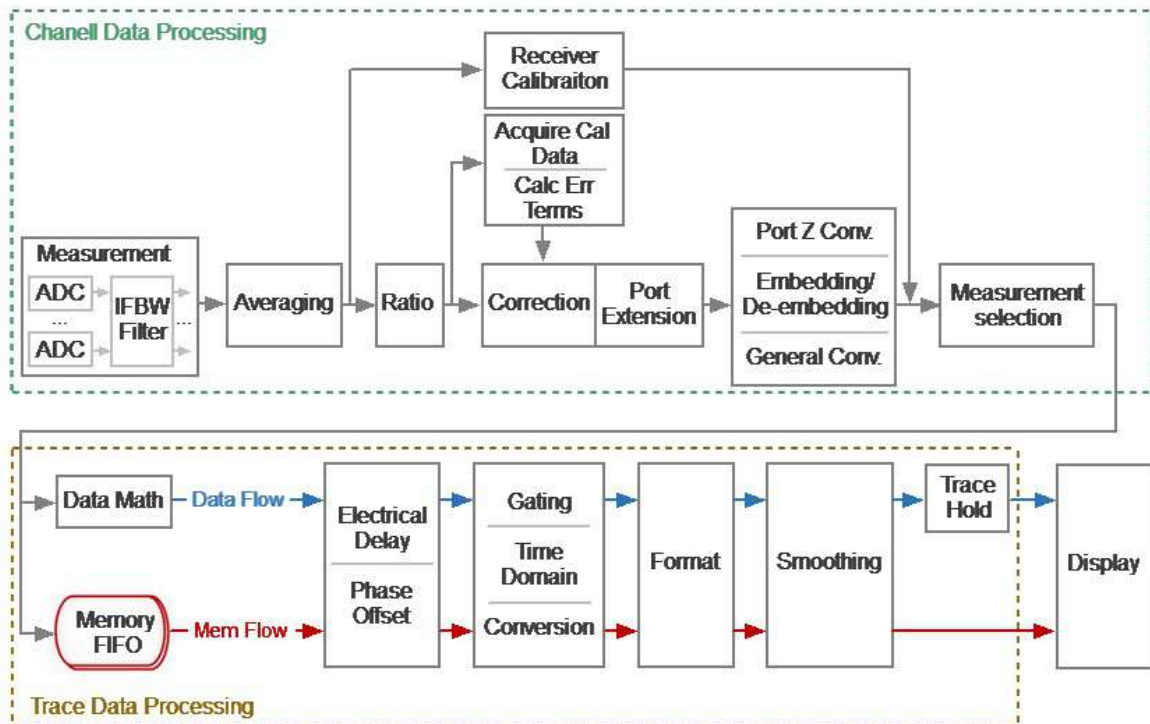 Chanell Data Processing
Receiver
Calibraiton
Acquire Cal
Data
Calc Err
Terms
Measurement
ADC
...
ADC
IFBW
Filter
...
Averaging
Ratio
Correction
Port
Extension
Port Z Conv.
Embedding/
De-embedding
General Conv.
Measurement
selection
Data Math
Data Flow
Memory
FIFO
Mem Flow
Electrical
Delay
Phase
Offset
Gating
Time
Domain
Conversion
Format
Smoothing
Trace
Hold
Display
Trace Data Processing